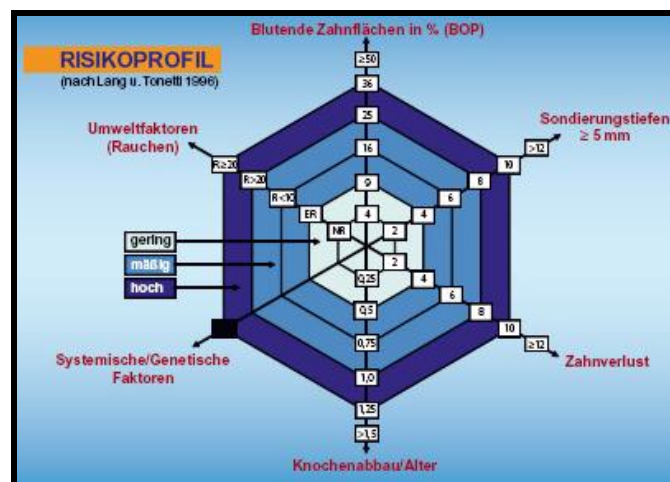 Blutende Zahnflächen in % (BOP)
RISIKOPROFIL
(nach Lang u. Tonetti 1996)
≥50
36
25
16
9
4
Umweltfaktoren
(Rauchen)
Sondierungstiefen
≥ 5 mm
R≥20
R>20
R<10
ER
NR
2
4
6
8
10
>12
gering
mäßig
hoch
2
4
6
8
10
≥12
0,25
0,5
0,75
1,0
1,25
>1,5
Systemische/Genetische
Faktoren
Zahnverlust
Knochenabbau/Alter